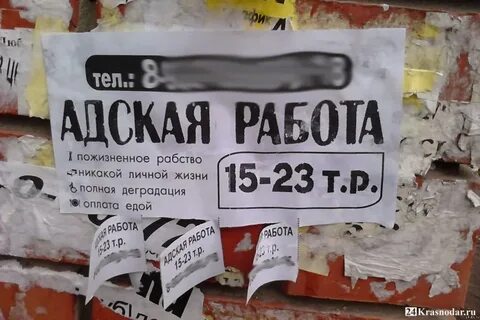 тел.: 8-
АДСКАЯ РАБОТА
пожизненное рабство
никакой личной жизни
полная деградация
оплата едой
15-23 т.р.
АДСКАЯ РАБОТА
15-23 т.р.
АДСКАЯ РАБОТА
15-23 т.р.
АДСКАЯ РАБОТА
15-23 т.р.
24Krasnodar.ru